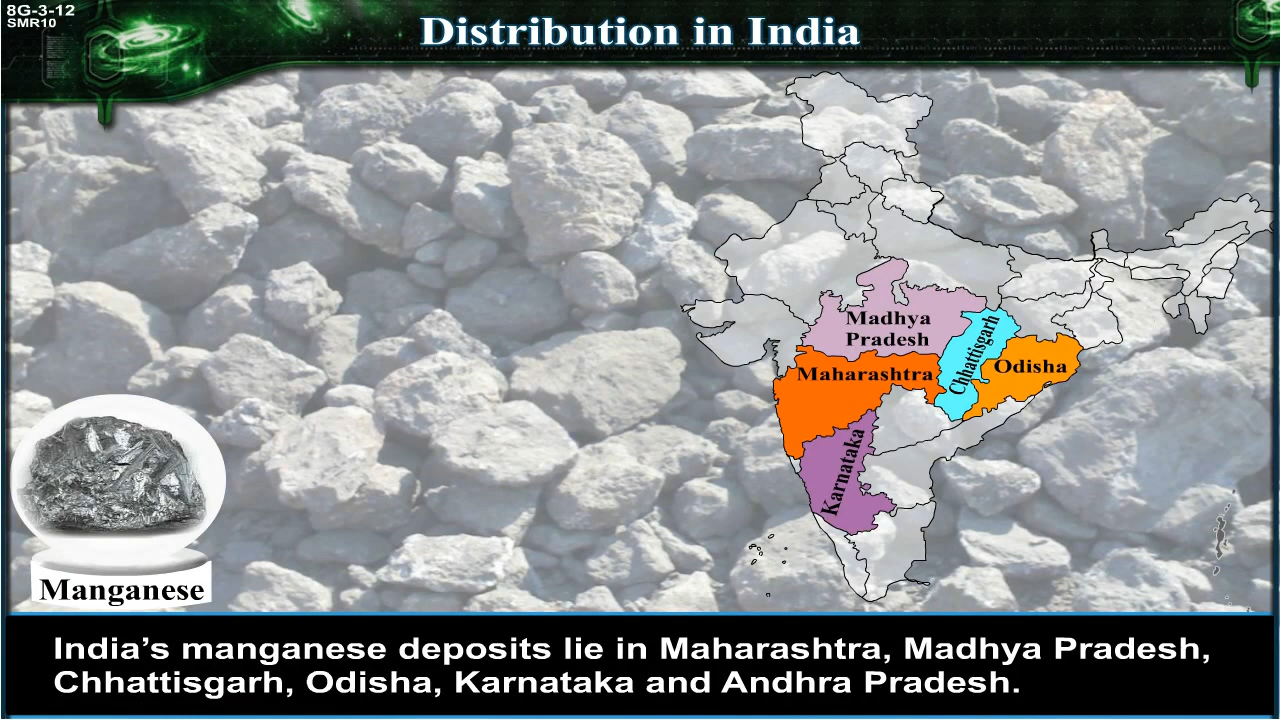 8G-3-12
SMR10
Distribution in India
Madhya
Pradesh
Chhattisgarh
Odisha
Maharashtra
Karnataka
Manganese
India’s manganese deposits lie in Maharashtra, Madhya Pradesh,
Chhattisgarh, Odisha, Karnataka and Andhra Pradesh.